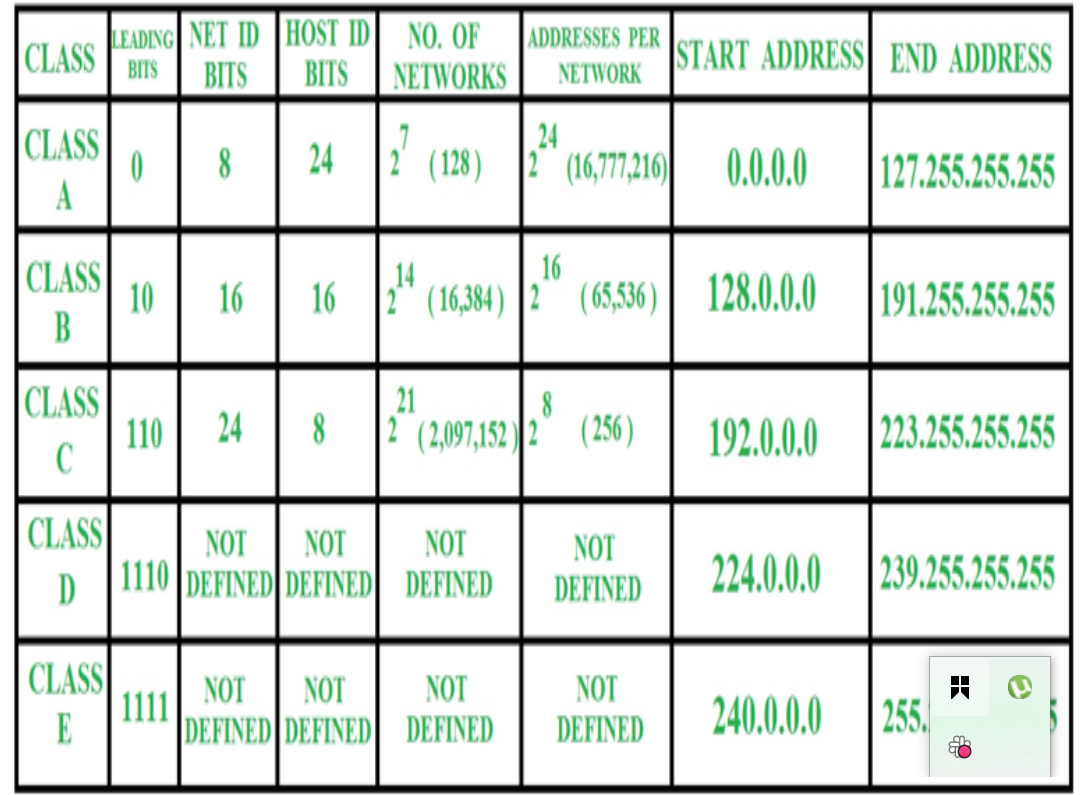 CLASS LEADING BITS NET ID BITS HOST ID BITS NO. OF NETWORKS ADDRESSES PER NETWORK START ADDRESS END ADDRESS
CLASS A 0 8 24 2^7 (128) 2^24 (16,777,216) 0.0.0.0 127.255.255.255
CLASS B 10 16 16 2^14 (16,384) 2^16 (65,536) 128.0.0.0 191.255.255.255
CLASS C 110 24 8 2^21 (2,097,152) 2^8 (256) 192.0.0.0 223.255.255.255
CLASS D 1110 NOT DEFINED NOT DEFINED NOT DEFINED NOT DEFINED 224.0.0.0 239.255.255.255
CLASS E 1111 NOT DEFINED NOT DEFINED NOT DEFINED NOT DEFINED 240.0.0.0 255.